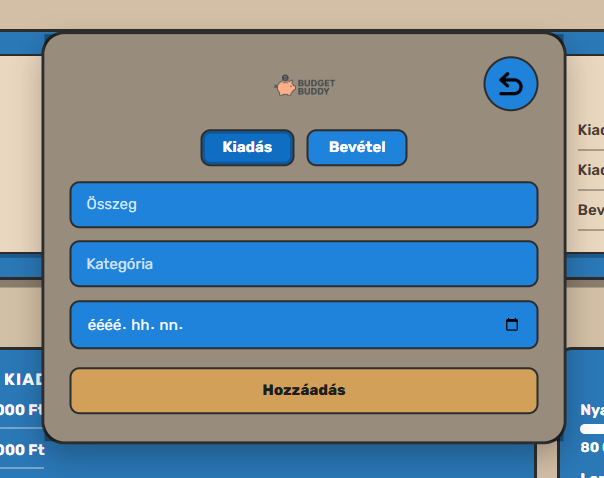 BUDGET
BUDDY
Kiadás
Bevétel
Összeg
Kategória
éééé. hh. nn.
Hozzáadás
Kiad
Kiad
Bev
KIAD
000 Ft
000 Ft
Nya
80